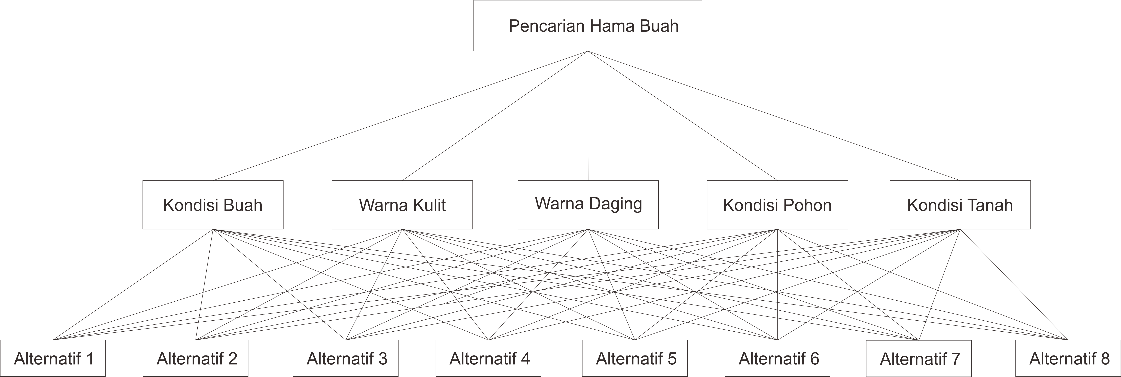 Pencarian Hama Buah
Kondisi Buah
Warna Kulit
Warna Daging
Kondisi Pohon
Kondisi Tanah
Alternatif 1
Alternatif 2
Alternatif 3
Alternatif 4
Alternatif 5
Alternatif 6
Alternatif 7
Alternatif 8